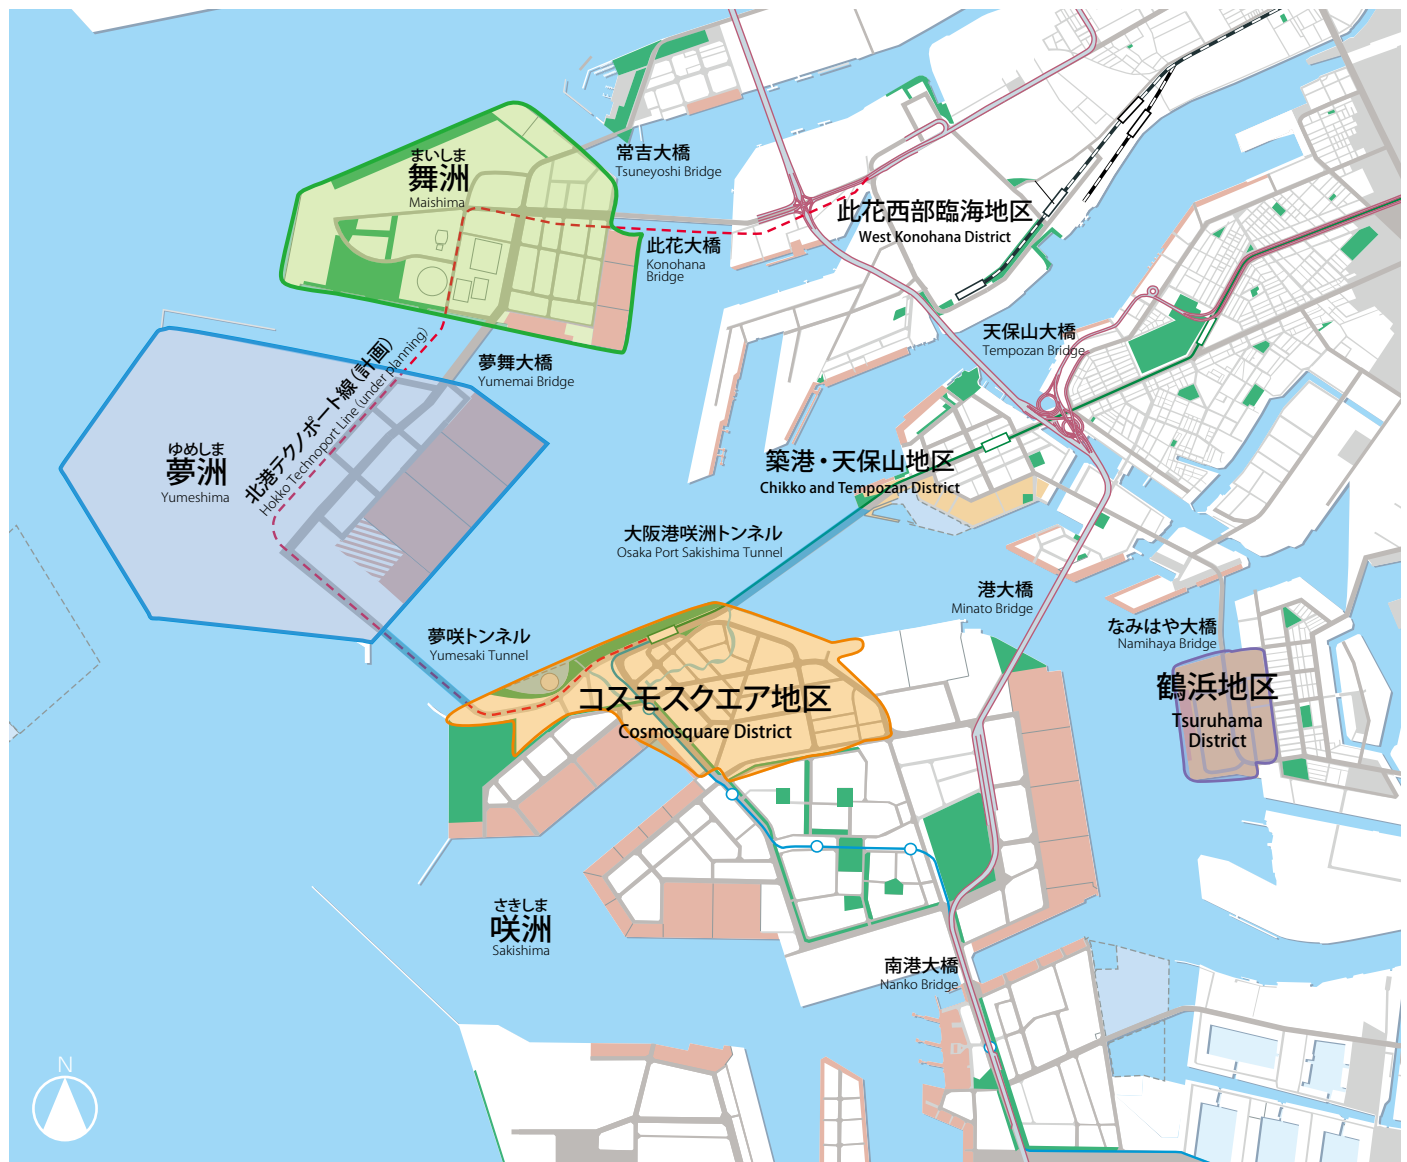 まいしま
舞洲
Maishima
常吉大橋
Tsuneyoshi Bridge
此花西部臨海地区
West Konohana District
此花大橋
Konohana
Bridge
天保山大橋
Tempozan Bridge
夢舞大橋
Yumemai Bridge
北港テクノポート線(計画)
Hokko Technoport Line (under planning)
ゆめしま
夢洲
Yumeshima
築港・天保山地区
Chikko and Tempozan District
大阪港咲洲トンネル
Osaka Port Sakishima Tunnel
港大橋
Minato Bridge
なみはや大橋
Namihaya Bridge
夢咲トンネル
Yumesaki Tunnel
コスモスクエア地区
Cosmosquare District
鶴浜地区
Tsuruhama
District
さきしま
咲洲
Sakishima
南港大橋
Nanko Bridge
N